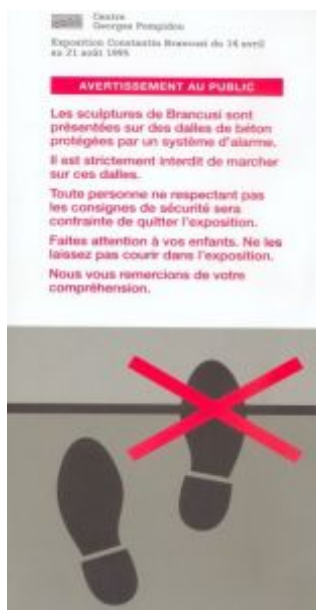 Centre
Georges Pompidou
Exposition Constantin Brancusi du 14 avril
au 21 août 1995
AVERTISSEMENT AU PUBLIC
Les sculptures de Brancusi sont
présentées sur des dalles de béton
protégées par un système d'alarme.
Il est strictement interdit de marcher
sur ces dalles.
Toute personne ne respectant pas
les consignes de sécurité sera
contrainte de quitter l'exposition.
Faites attention à vos enfants. Ne les
laissez pas courir dans l'exposition.
Nous vous remercions de votre
compréhension.